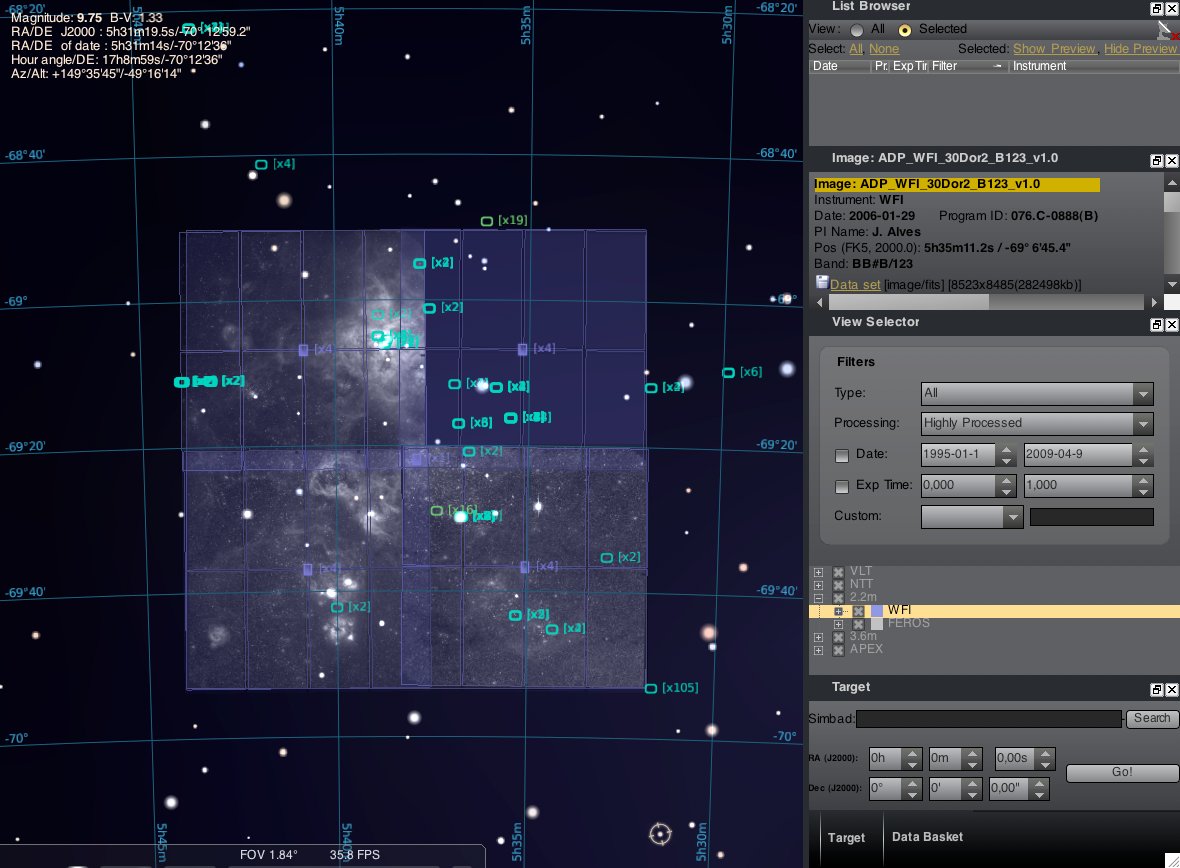 Magnitude: 9.75 B-V: 1.33
RA/DE J2000 : 5h31m19.5s/-70°12'59.2"
RA/DE of date : 5h31m14s/-70°12'36"
Hour angle/DE: 17h8m59s/-70°12'36"
Az/Alt: +149°35'45"/-49°16'14"
5h40m
5h35m
5h30m
-68°20'
-68°20'
-68°40'
-68°40'
[x4]
[x19]
[x2]
-69°
[x2]
[x4]
[x4]
[x2]
[x6]
-69°20'
-69°20'
[x2]
[x16]
[x4]
[x4]
[x2]
-69°40'
-69°40'
[x2]
[x105]
-70°
-70°
5h45m
5h40m
5h35m
5h30m
FOV 1.84° 35.8 FPS
List Browser
View: All Selected
Select: All, None Selected: Show Preview, Hide Preview
Date Pr. Exp Tir Filter Instrument
Image: ADP_WFI_30Dor2_B123_v1.0
Image: ADP_WFI_30Dor2_B123_v1.0
Instrument: WFI
Date: 2006-01-29 Program ID: 076.C-0888(B)
PI Name: J. Alves
Pos (FK5, 2000.0): 5h35m11.2s / -69° 6'45.4"
Band: BB#B/123
Data set [image/fits] [8523x8485(282498kb)]
View Selector
Filters
Type: All
Processing: Highly Processed
Date: 1995-01-1 2009-04-9
Exp Time: 0,000 1,000
Custom:
VLT
NTT
2.2m
WFI
FEROS
3.6m
APEX
Target
Simbad: Search
RA (J2000): 0h 0m 0,00s
Go!
Dec (J2000): 0° 0' 0,00"
Target Data Basket